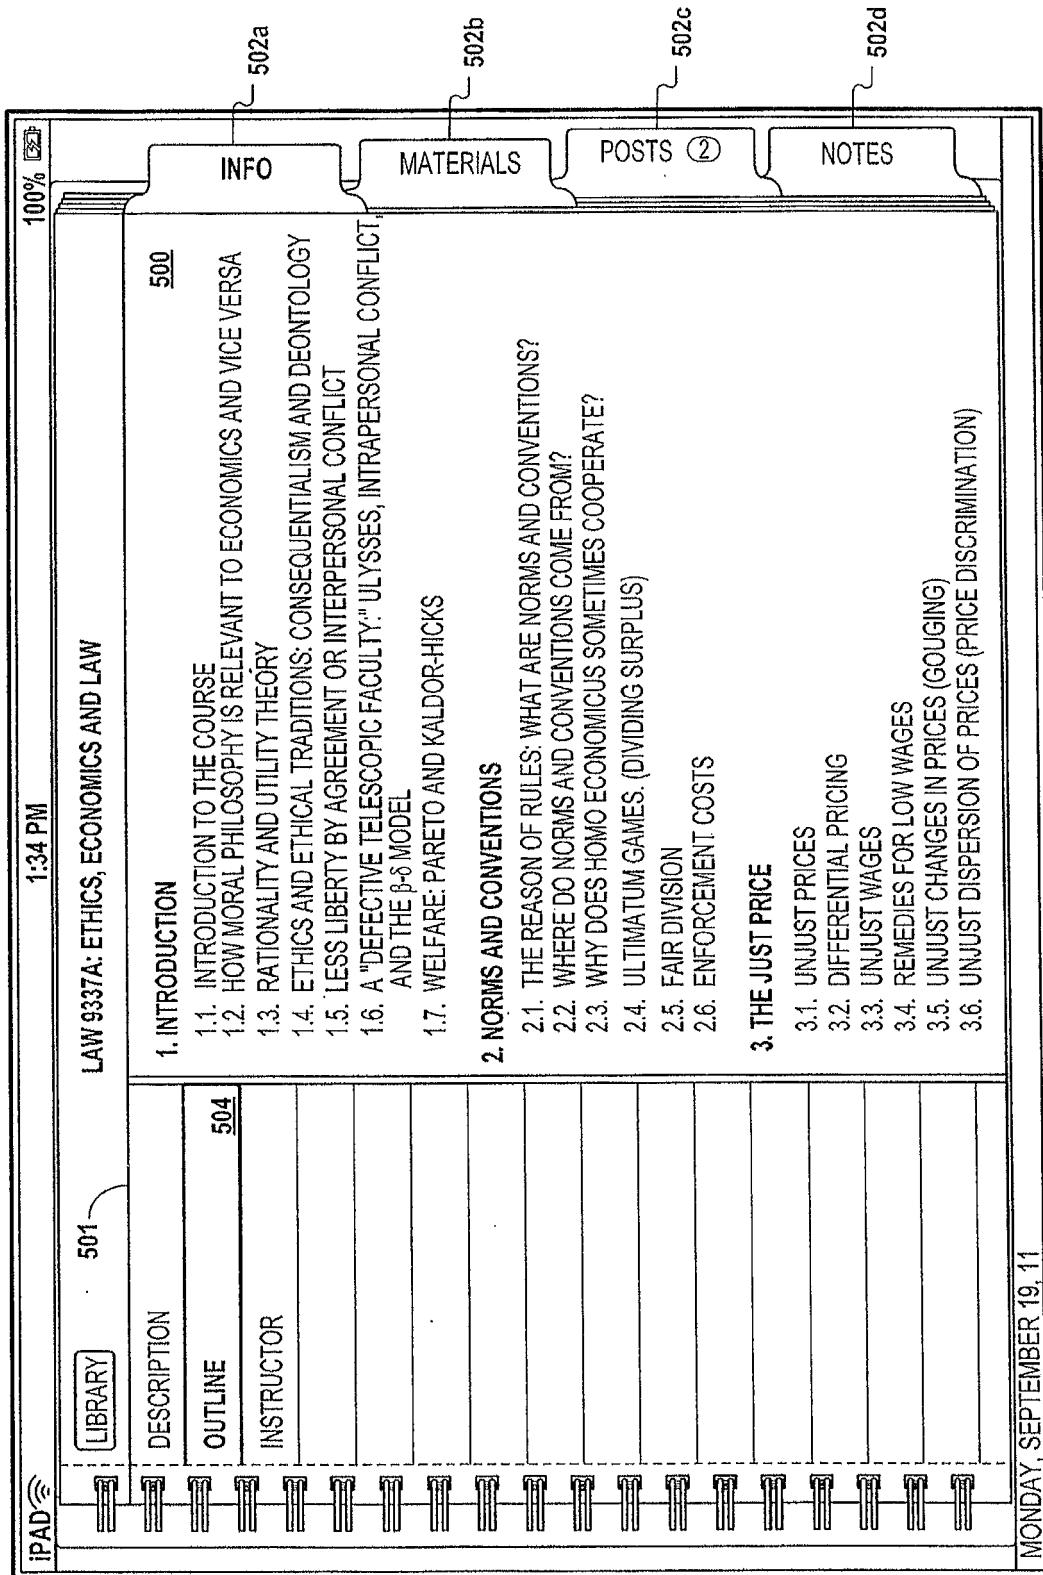 iPAD
1:34 PM
100%
LIBRARY
501
LAW 9337A: ETHICS, ECONOMICS AND LAW
DESCRIPTION
OUTLINE
504
INSTRUCTOR
500
1. INTRODUCTION
1.1. INTRODUCTION TO THE COURSE
1.2. HOW MORAL PHILOSOPHY IS RELEVANT TO ECONOMICS AND VICE VERSA
1.3. RATIONALITY AND UTILITY THEORY
1.4. ETHICS AND ETHICAL TRADITIONS: CONSEQUENTIALISM AND DEONTOLOGY
1.5. LESS LIBERTY BY AGREEMENT OR INTERPERSONAL CONFLICT
1.6. A "DEFECTIVE TELESCOPIC FACULTY:" ULYSSES, INTRAPERSONAL CONFLICT,
AND THE β-δ MODEL
1.7. WELFARE: PARETO AND KALDOR-HICKS
2. NORMS AND CONVENTIONS
2.1. THE REASON OF RULES: WHAT ARE NORMS AND CONVENTIONS?
2.2. WHERE DO NORMS AND CONVENTIONS COME FROM?
2.3. WHY DOES HOMO ECONOMICUS SOMETIMES COOPERATE?
2.4. ULTIMATUM GAMES. (DIVIDING SURPLUS)
2.5. FAIR DIVISION
2.6. ENFORCEMENT COSTS
3. THE JUST PRICE
3.1. UNJUST PRICES
3.2. DIFFERENTIAL PRICING
3.3. UNJUST WAGES
3.4. REMEDIES FOR LOW WAGES
3.5. UNJUST CHANGES IN PRICES (GOUGING)
3.6. UNJUST DISPERSION OF PRICES (PRICE DISCRIMINATION)
INFO
502a
MATERIALS
502b
POSTS 2
502c
NOTES
502d
MONDAY, SEPTEMBER 19, 11